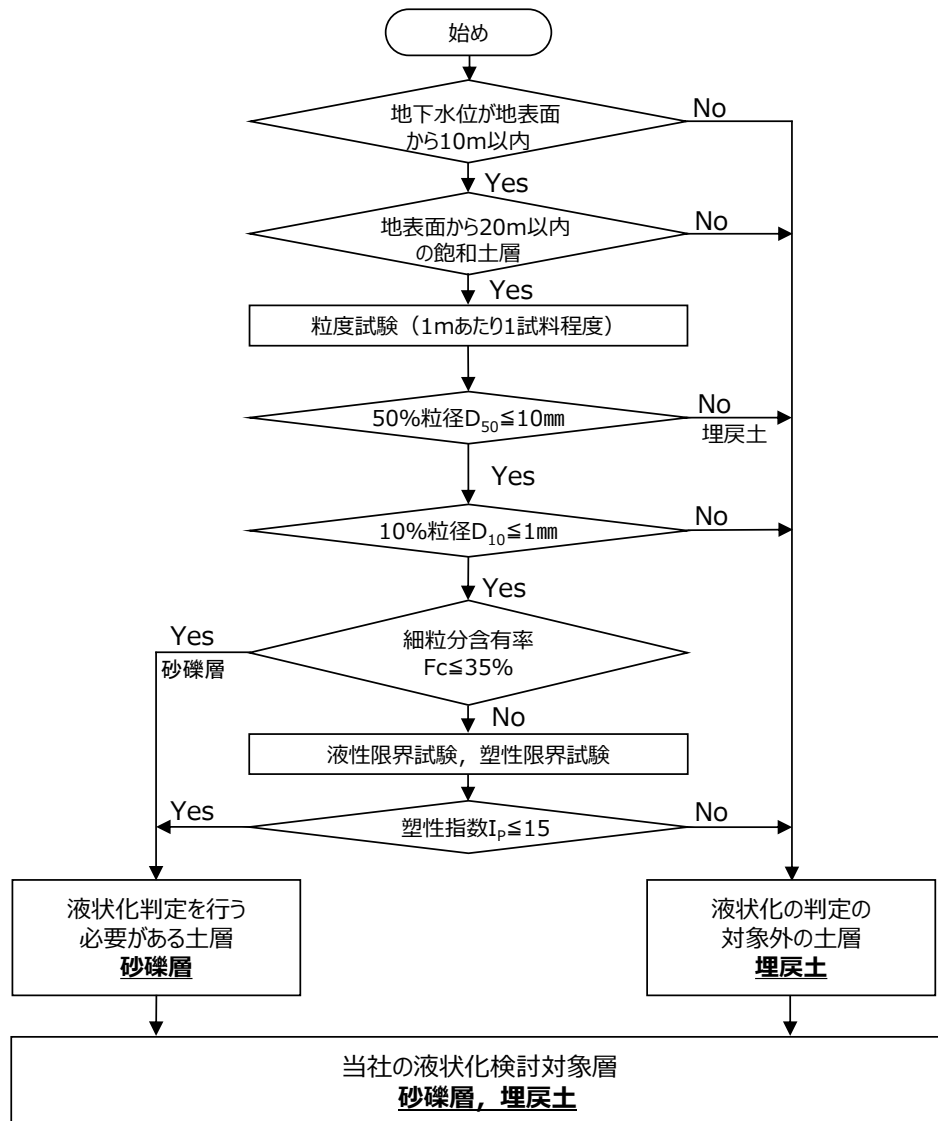 始め
地下水位が地表面
から10m以内
No
Yes
地表面から20m以内
の飽和土層
No
Yes
粒度試験（1mあたり1試料程度）
50%粒径D50≦10㎜
No
埋戻土
Yes
10%粒径D10≦1㎜
No
Yes
細粒分含有率
Fc≦35%
Yes
砂礫層
No
液性限界試験，塑性限界試験
塑性指数IP≦15
Yes
No
液状化判定を行う
必要がある土層
砂礫層
液状化の判定の
対象外の土層
埋戻土
当社の液状化検討対象層
砂礫層，埋戻土